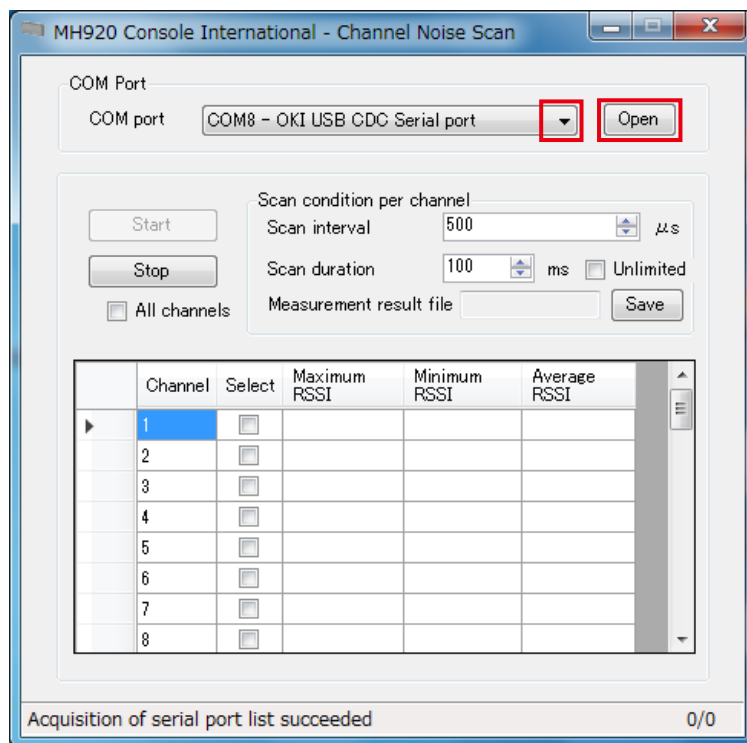 MH920 Console International - Channel Noise Scan
COM Port
COM port COM8 - OKI USB CDC Serial port Open
Scan condition per channel
Start Scan interval 500 μs
Stop Scan duration 100 ms Unlimited
All channels Measurement result file Save
Channel Select Maximum RSSI Minimum RSSI Average RSSI
1
2
3
4
5
6
7
8
Acquisition of serial port list succeeded 0/0